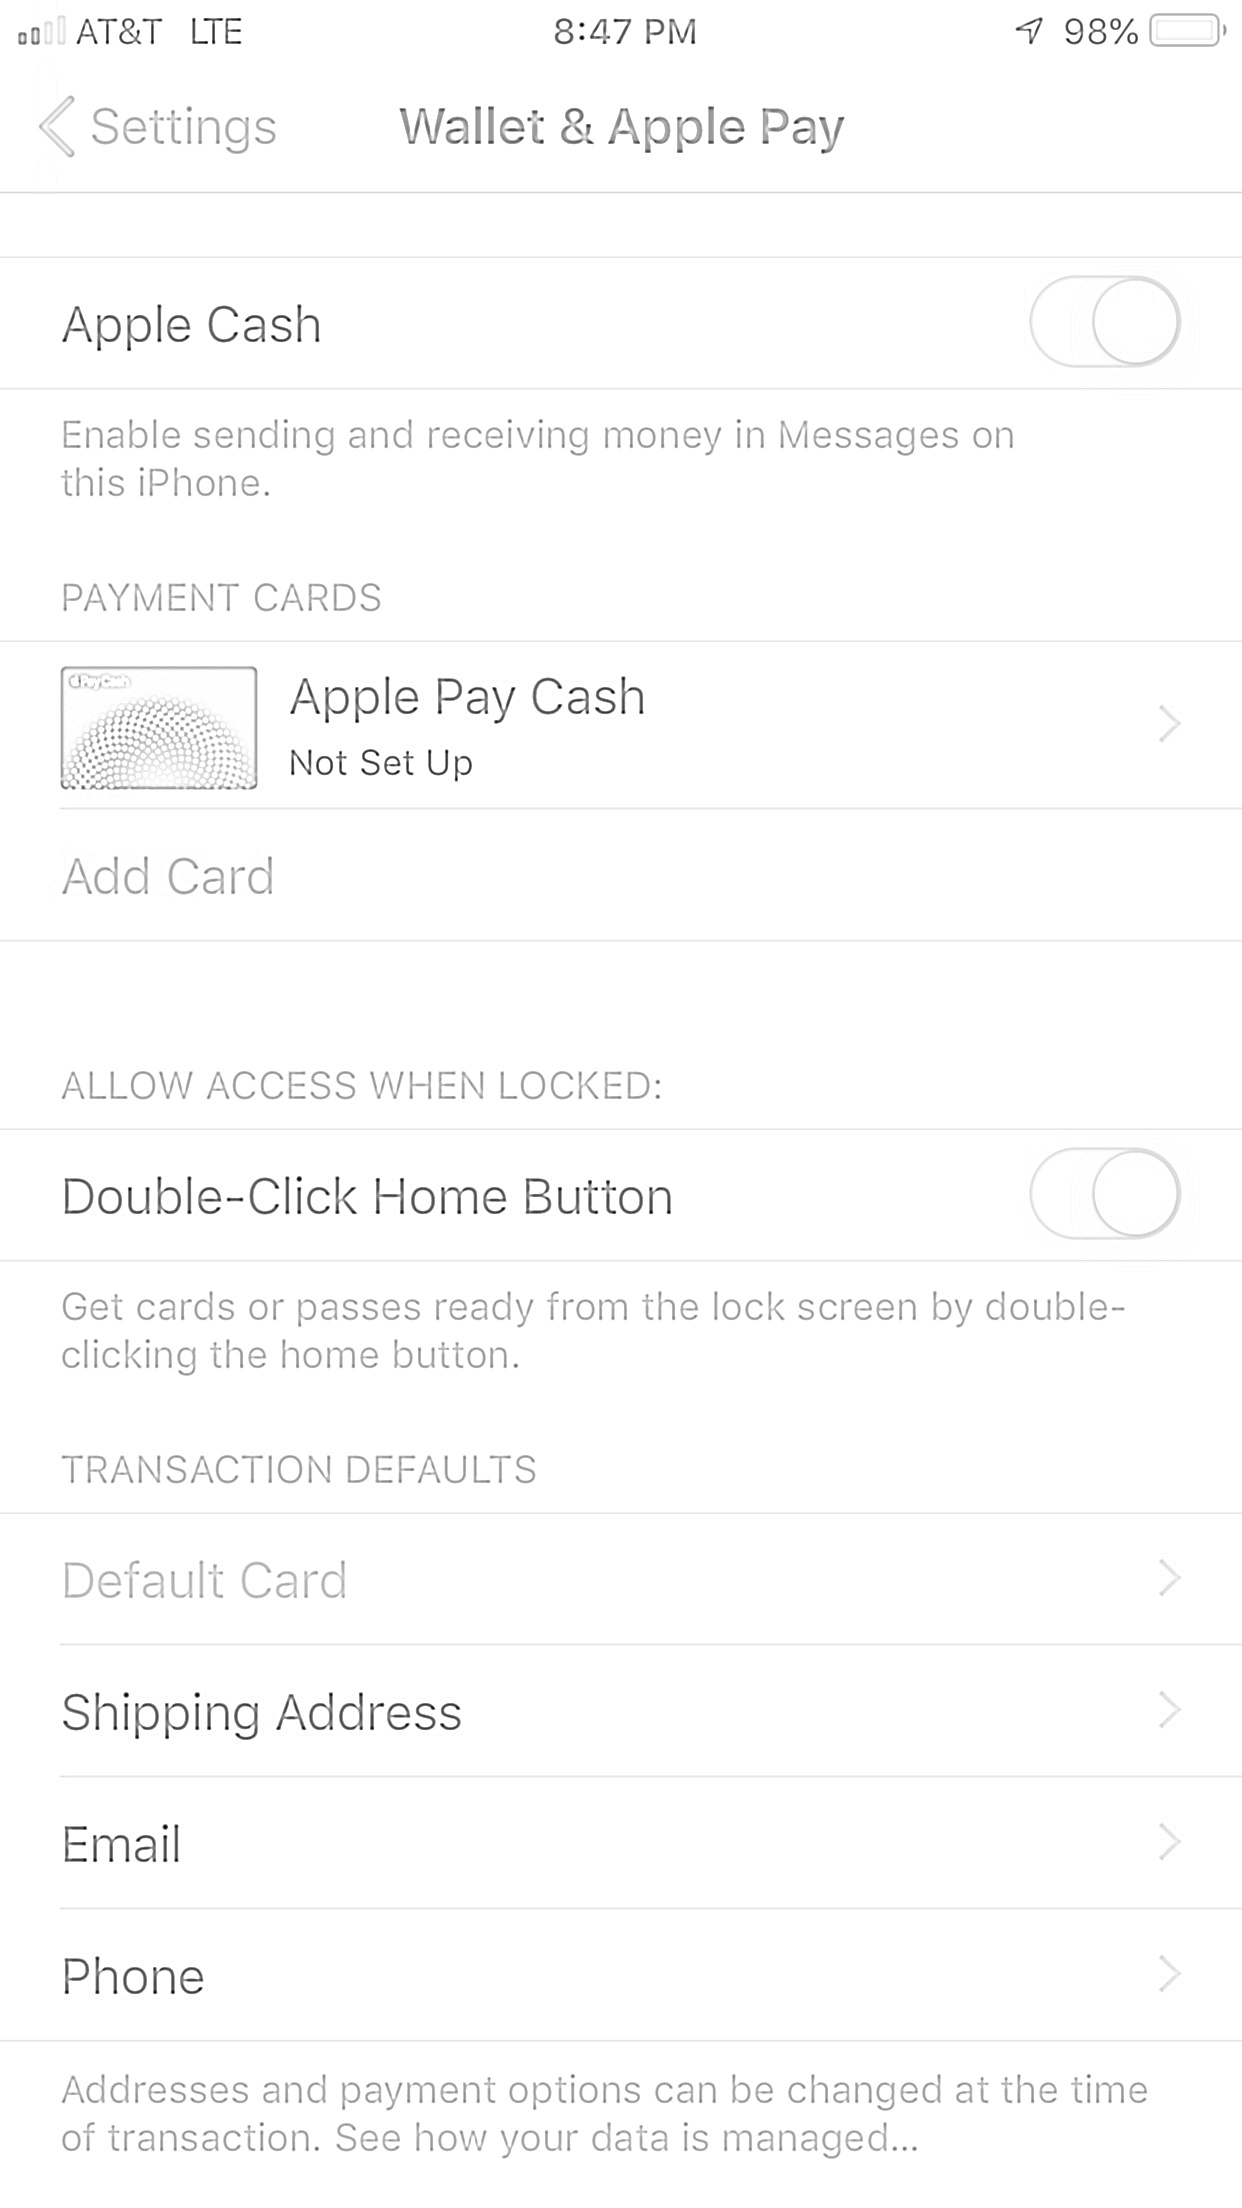 AT&T LTE 8:47 PM 98%
Settings Wallet & Apple Pay
Apple Cash
Enable sending and receiving money in Messages on
this iPhone.
PAYMENT CARDS
Pay Cash
Apple Pay Cash
Not Set Up
Add Card
ALLOW ACCESS WHEN LOCKED:
Double-Click Home Button
Get cards or passes ready from the lock screen by double-
clicking the home button.
TRANSACTION DEFAULTS
Default Card
Shipping Address
Email
Phone
Addresses and payment options can be changed at the time
of transaction. See how your data is managed...